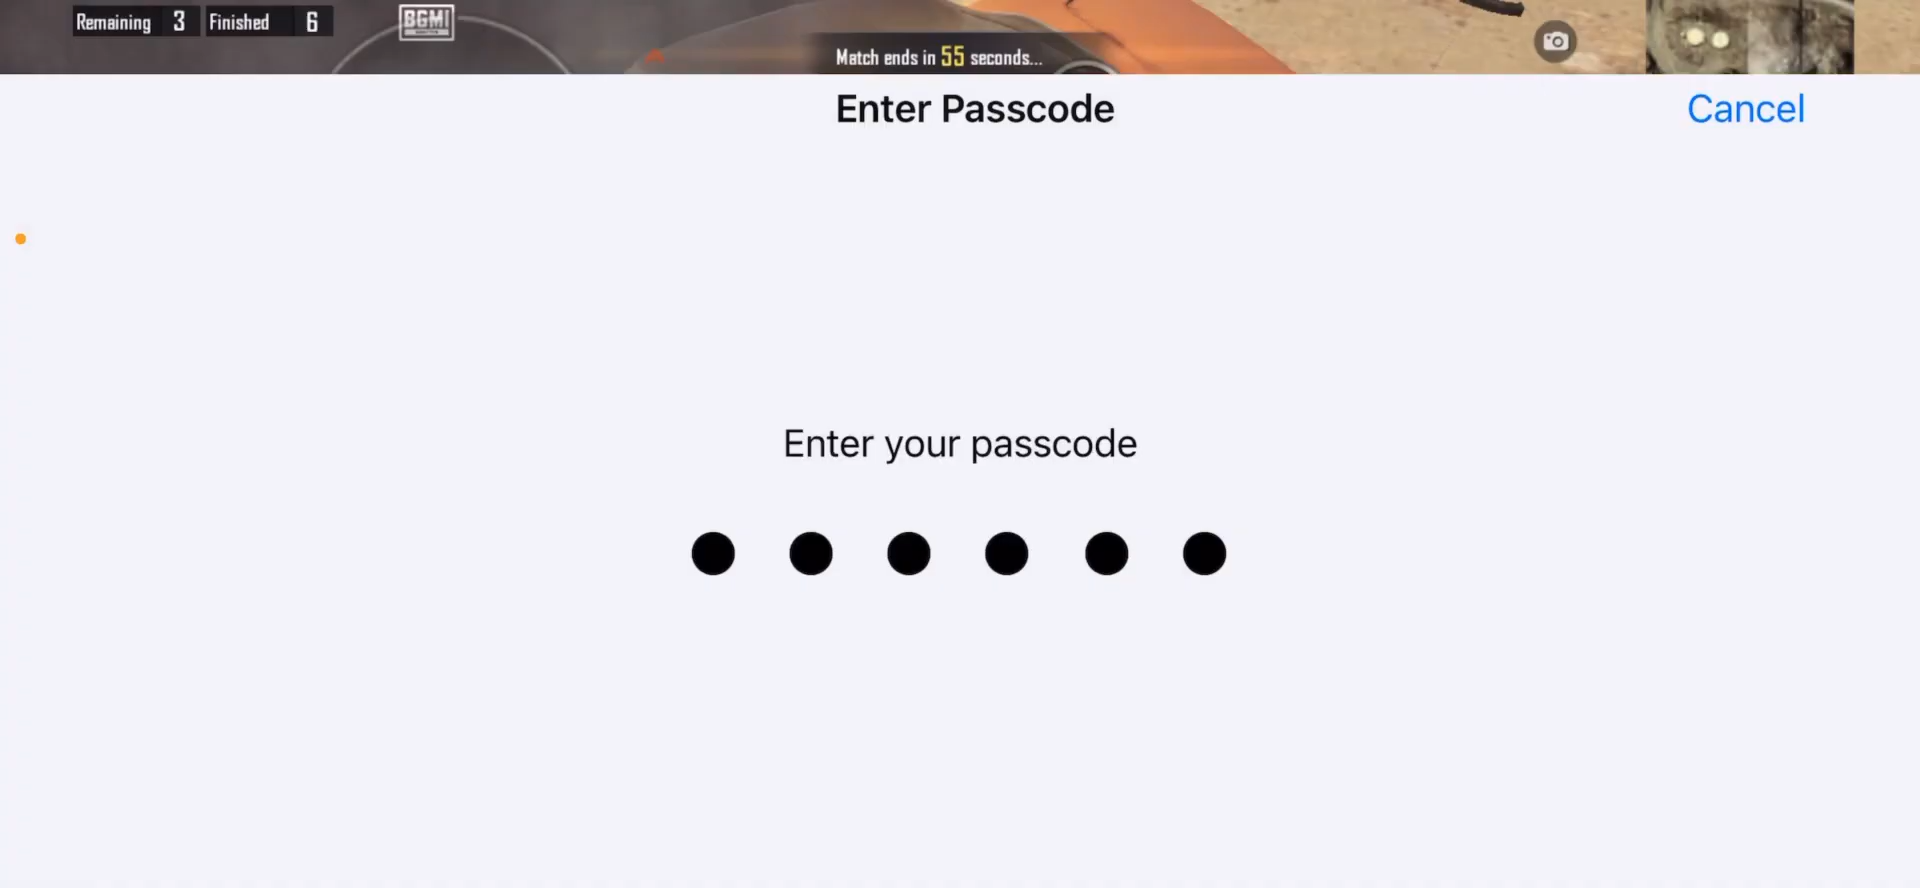 Remaining 3 Finished 6
BGMI
Match ends in 55 seconds...
Enter Passcode
Cancel
Enter your passcode